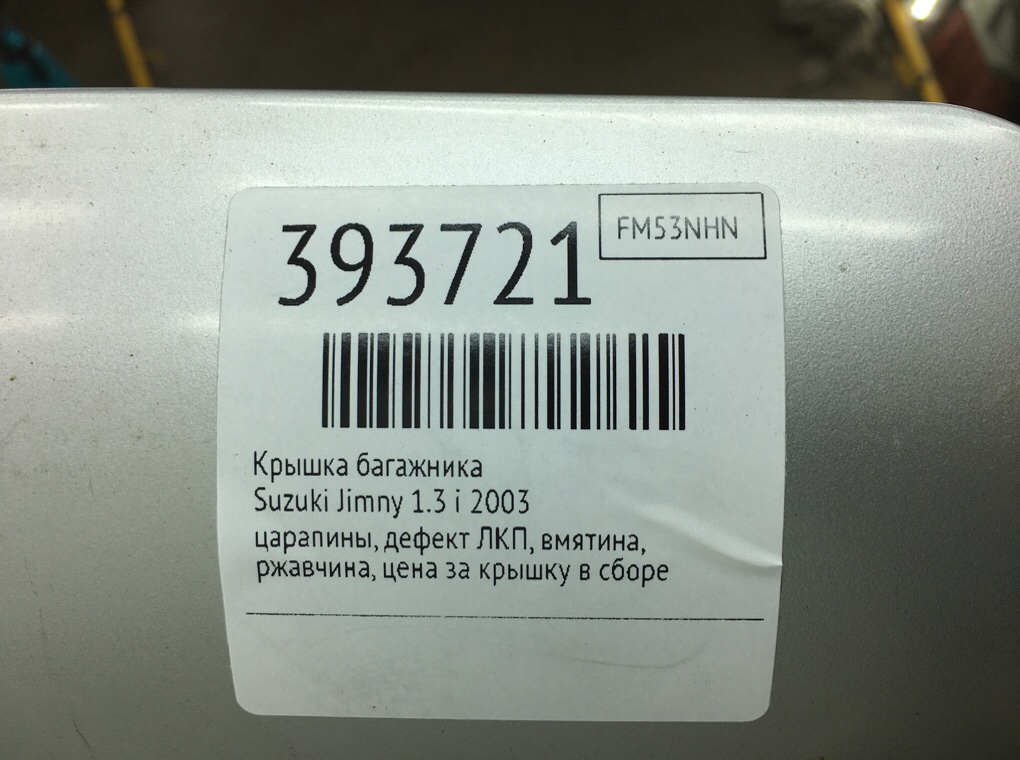 393721
FM53NHN
Крышка багажника
Suzuki Jimny 1.3 i 2003
царапины, дефект ЛКП, вмятина,
ржавчина, цена за крышку в сборе